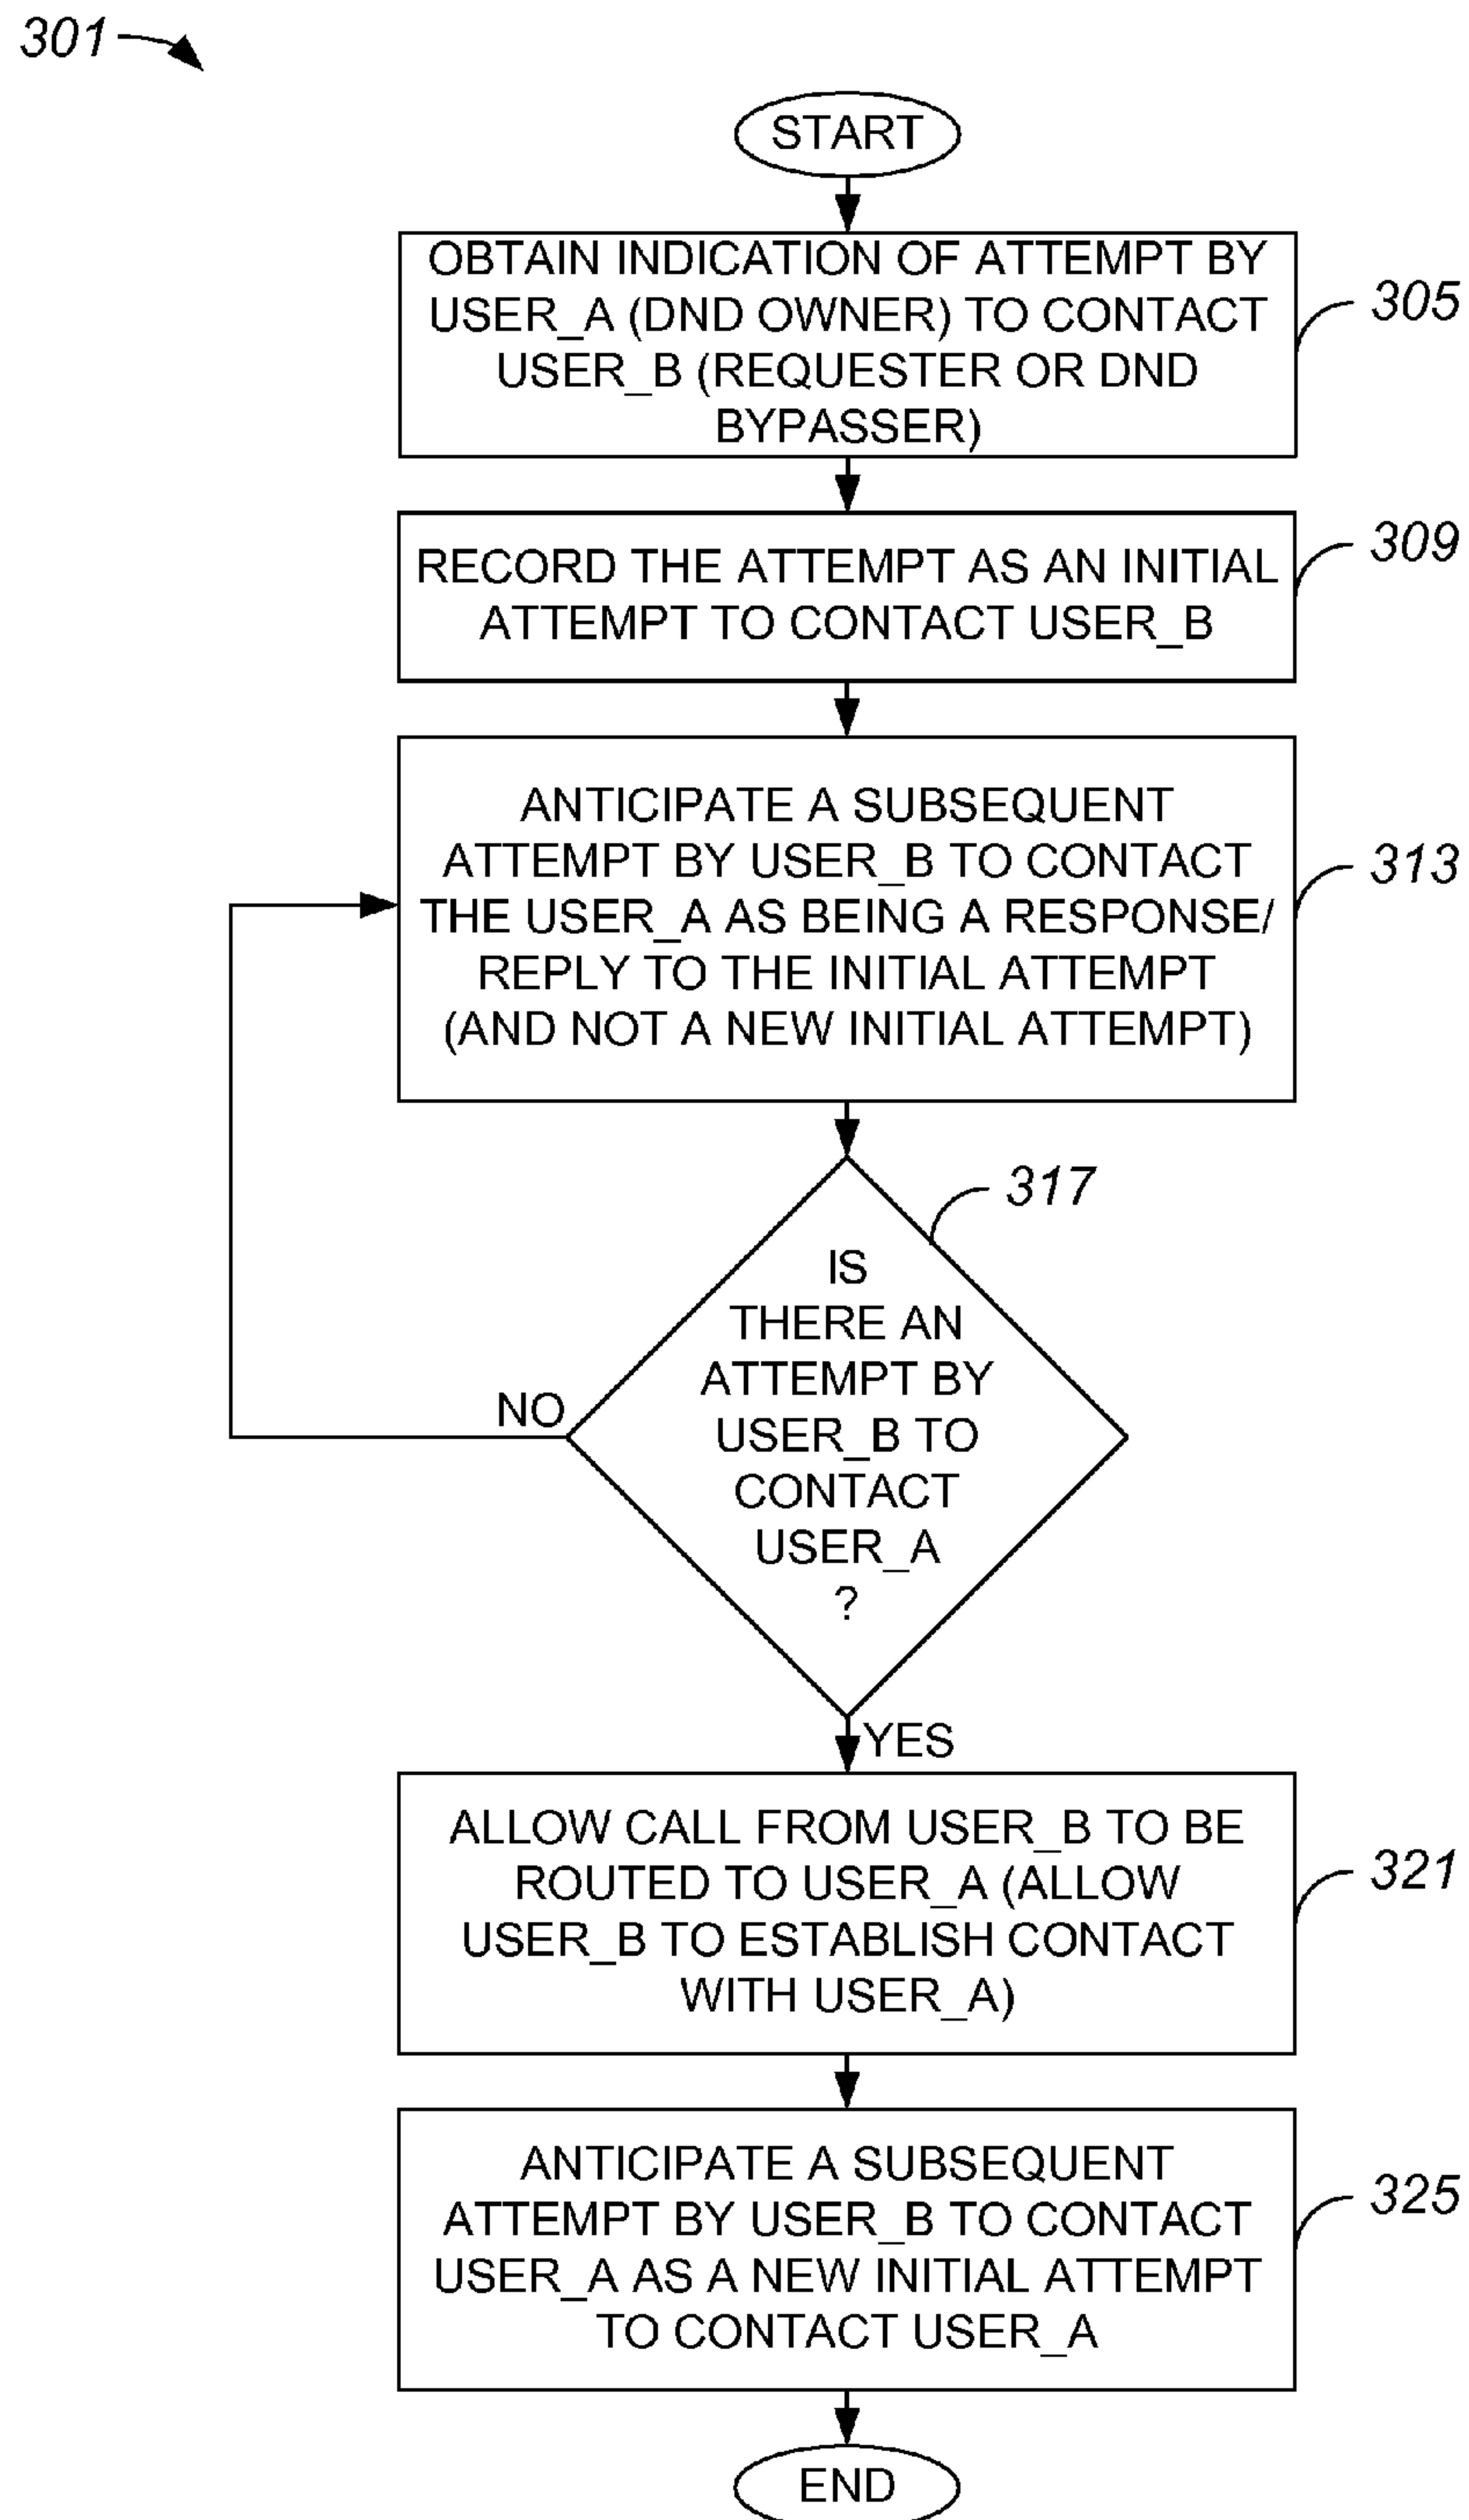 301
START
OBTAIN INDICATION OF ATTEMPT BY
USER_A (DND OWNER) TO CONTACT
USER_B (REQUESTER OR DND
BYPASSER)
305
RECORD THE ATTEMPT AS AN INITIAL
ATTEMPT TO CONTACT USER_B
309
ANTICIPATE A SUBSEQUENT
ATTEMPT BY USER_B TO CONTACT
THE USER_A AS BEING A RESPONSE/
REPLY TO THE INITIAL ATTEMPT
(AND NOT A NEW INITIAL ATTEMPT)
313
317
IS
THERE AN
ATTEMPT BY
USER_B TO
CONTACT
USER_A
?
NO
YES
ALLOW CALL FROM USER_B TO BE
ROUTED TO USER_A (ALLOW
USER_B TO ESTABLISH CONTACT
WITH USER_A)
321
ANTICIPATE A SUBSEQUENT
ATTEMPT BY USER_B TO CONTACT
USER_A AS A NEW INITIAL ATTEMPT
TO CONTACT USER_A
325
END